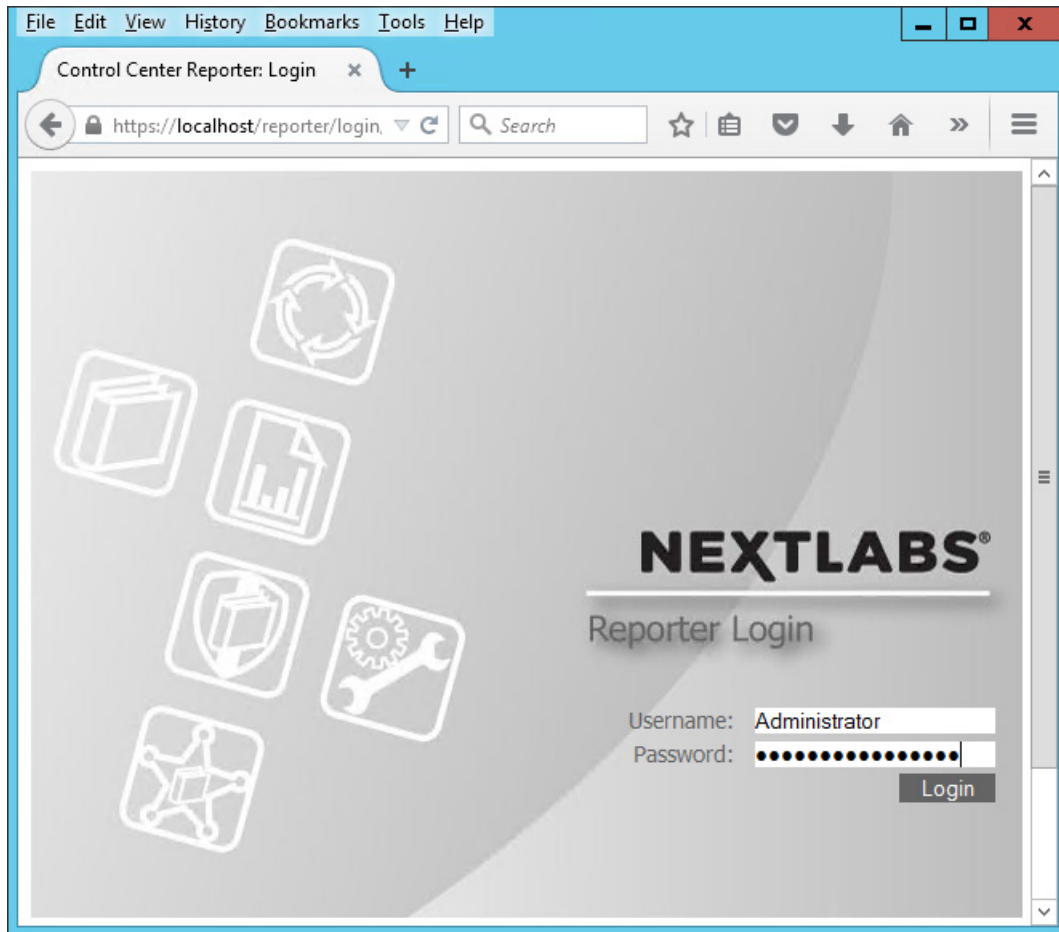 File Edit View History Bookmarks Tools Help
Control Center Reporter: Login
https://localhost/reporter/login, Search
NEXTLABS®
Reporter Login
Username: Administrator
Password: ••••••••••••••••
Login